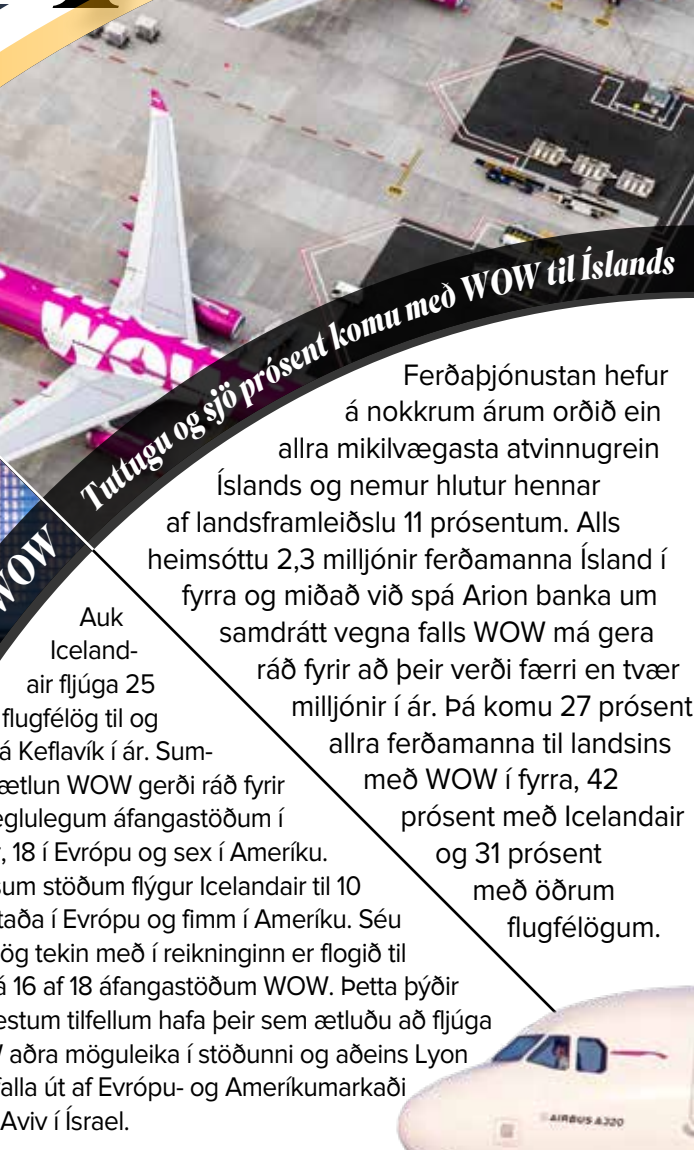 WOW
Tuttugu og sjö prósent komu með WOW til Íslands
Ferðaþjónustan hefur
á nokkrum árum orðið ein
allra mikilvægasta atvinnugrein
Íslands og nemur hlutur hennar
af landsframleiðslu 11 prósentum. Alls
heimsóttu 2,3 milljónir ferðamanna Ísland í
fyrra og miðað við spá Arion banka um
samdrátt vegna falls WOW má gera
ráð fyrir að þeir verði færri en tvær
milljónir í ár. Þá komu 27 prósent
allra ferðamanna til landsins
með WOW í fyrra, 42
prósent með Icelandair
og 31 prósent
með öðrum
flugfélögum.
WOW
Auk
Iceland-
air fljúga 25
flugfélög til og
á Keflavík í ár. Sum-
ætlun WOW gerði ráð fyrir
eglulegum áfangastöðum í
, 18 í Evrópu og sex í Ameríku.
sum stöðum flýgur Icelandair til 10
taða í Evrópu og fimm í Ameríku. Séu
ög tekin með í reikninginn er flogið til
á 16 af 18 áfangastöðum WOW. Þetta þýðir
estum tilfellum hafa þeir sem ætluðu að fljúga
aðra möguleika í stöðunni og aðeins Lyon
falla út af Evrópu- og Ameríkumarkaði
Aviv í Ísrael.
AIRBUS A320